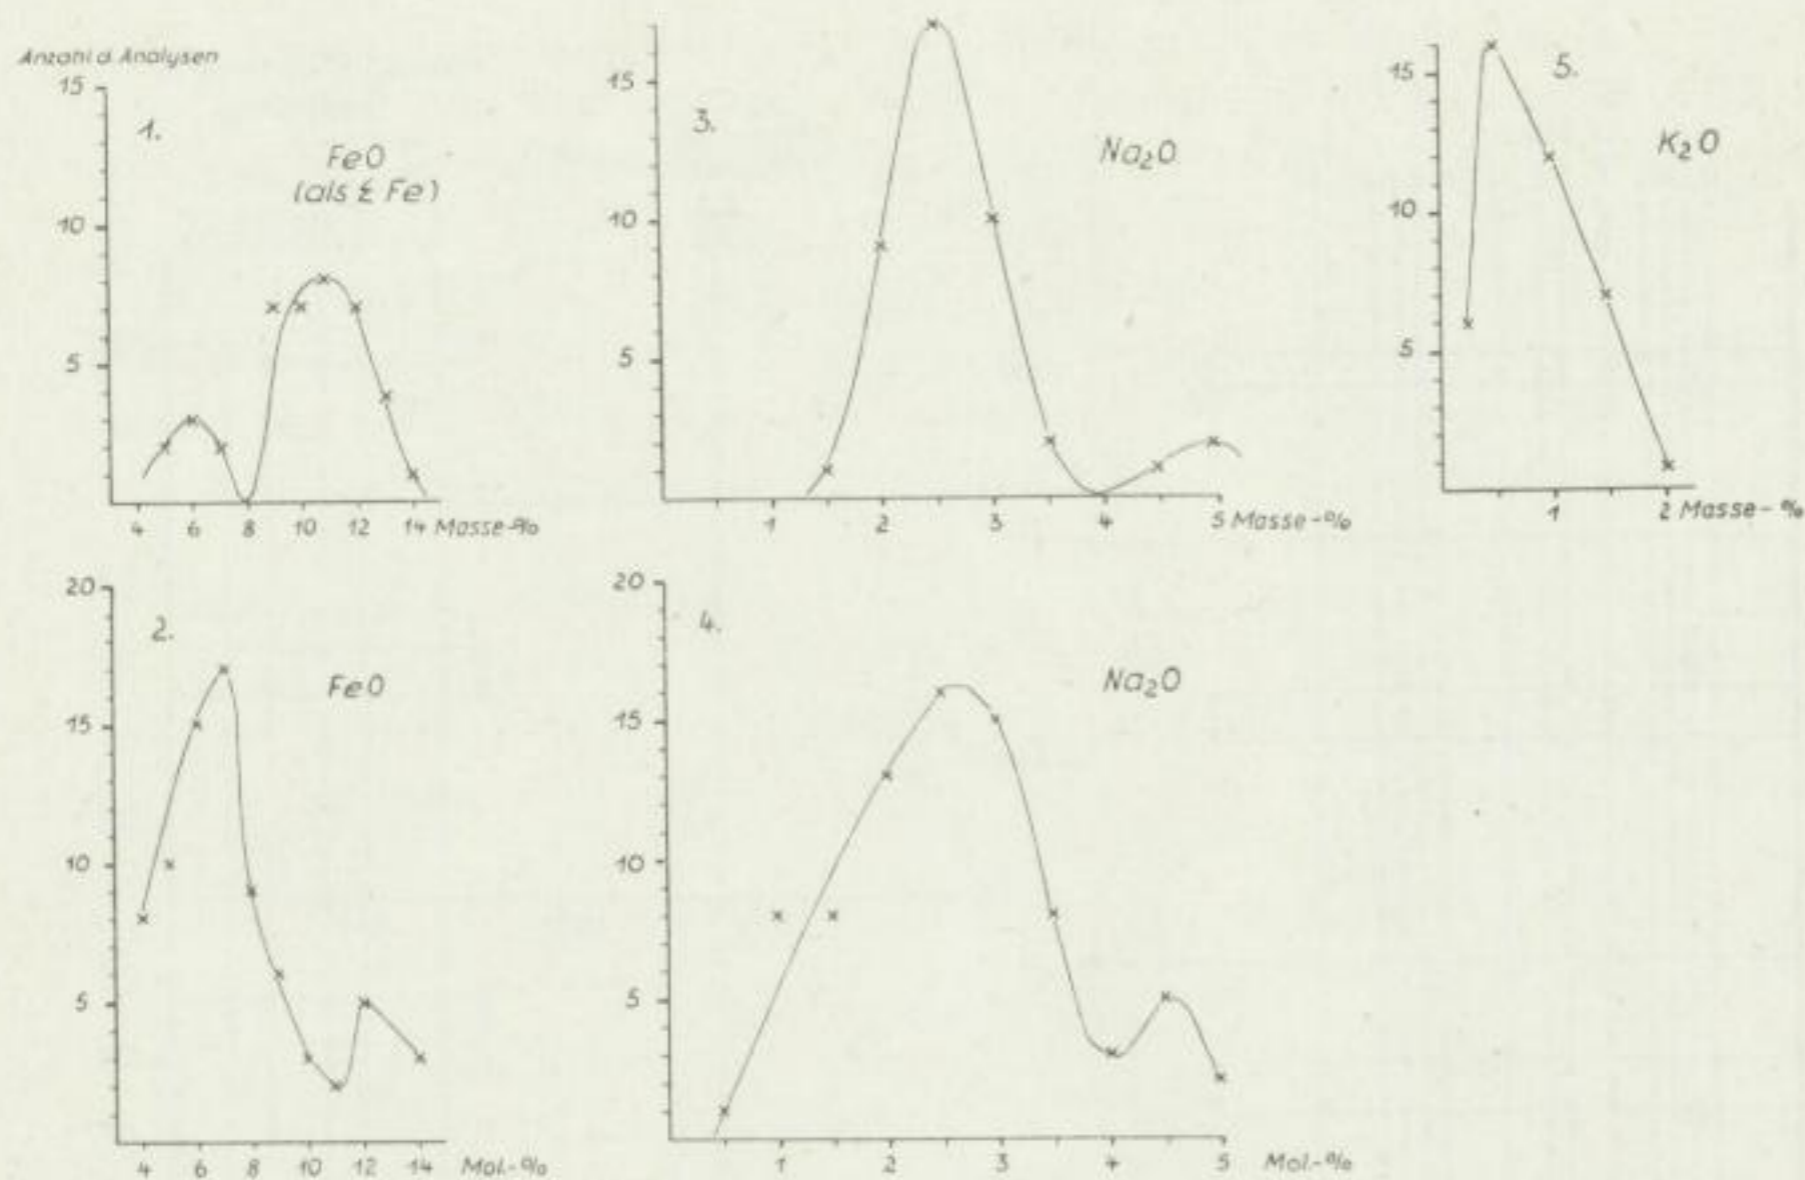 Anzahl d. Analysen
15
10
5
1.
FeO
(als Σ Fe)
4 6 8 10 12 14 Masse-%
15
10
5
3.
Na2O
1 2 3 4 5 Masse-%
15
10
5
5.
K2O
1 2 Masse-%
20
15
10
5
2.
FeO
4 6 8 10 12 14 Mol.-%
20
15
10
5
4.
Na2O
1 2 3 4 5 Mol.-%